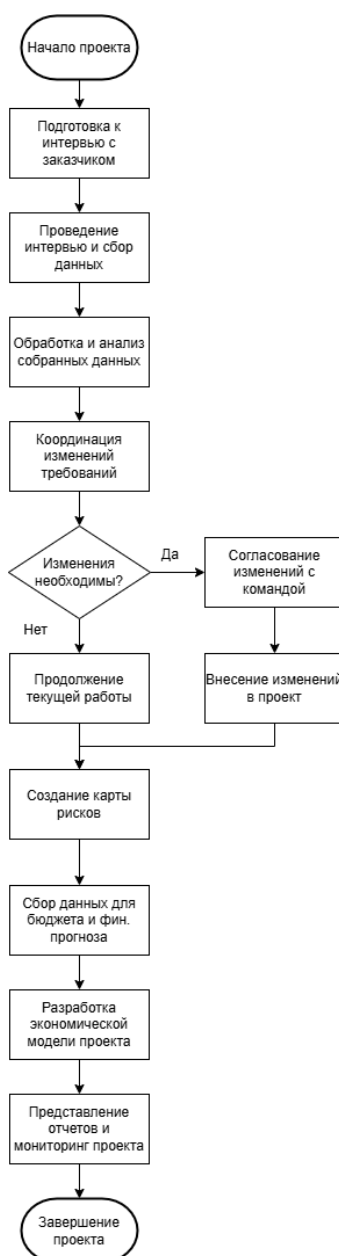 Начало проекта
Подготовка к
интервью с
заказчиком
Проведение
интервью и сбор
данных
Обработка и анализ
собранных данных
Координация
изменений
требований
Изменения
необходимы?
Да
Согласование
изменений с
командой
Нет
Продолжение
текущей работы
Внесение изменений
в проект
Создание карты
рисков
Сбор данных для
бюджета и фин.
прогноза
Разработка
экономической
модели проекта
Представление
отчетов и
мониторинг проекта
Завершение
проекта